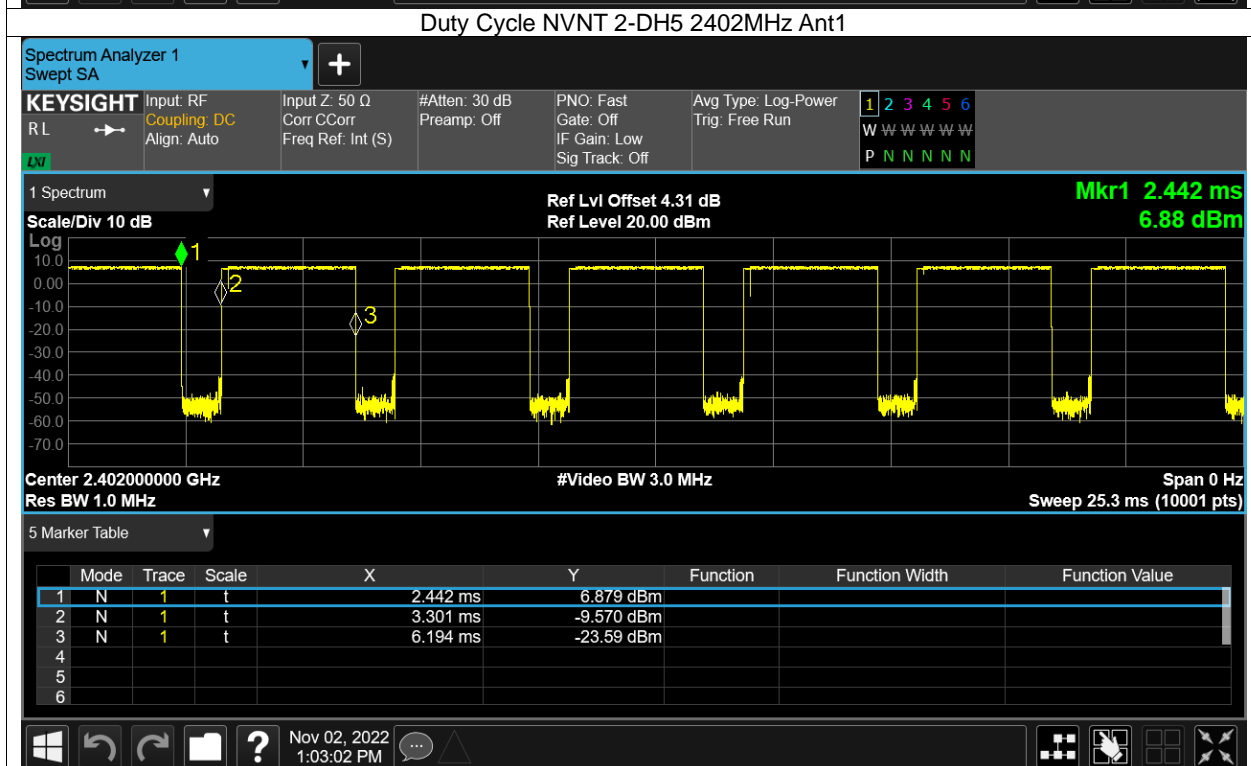 Duty Cycle NVNT 2-DH5 2402MHz Ant1
Spectrum Analyzer 1
Swept SA
KEYSIGHT Input: RF Input Z: 50 Ω #Atten: 30 dB PNO: Fast Avg Type: Log-Power 1 2 3 4 5 6
RL Coupling: DC Corr CCorr Preamp: Off Gate: Off Trig: Free Run W W W W W W
Align: Auto Freq Ref: Int (S) IF Gain: Low
LXI Sig Track: Off P N N N N N
1 Spectrum Ref Lvl Offset 4.31 dB Mkr1 2.442 ms
Scale/Div 10 dB Ref Level 20.00 dBm 6.88 dBm
Log
1
10.0
0.00
2
-10.0
3
-20.0
-30.0
-40.0
-50.0
-60.0
-70.0
Center 2.402000000 GHz #Video BW 3.0 MHz Span 0 Hz
Res BW 1.0 MHz Sweep 25.3 ms (10001 pts)
5 Marker Table
Mode Trace Scale X Y Function Function Width Function Value
1 N 1 t 2.442 ms 6.879 dBm
2 N 1 t 3.301 ms -9.570 dBm
3 N 1 t 6.194 ms -23.59 dBm
4
5
6
? Nov 02, 2022
1:03:02 PM